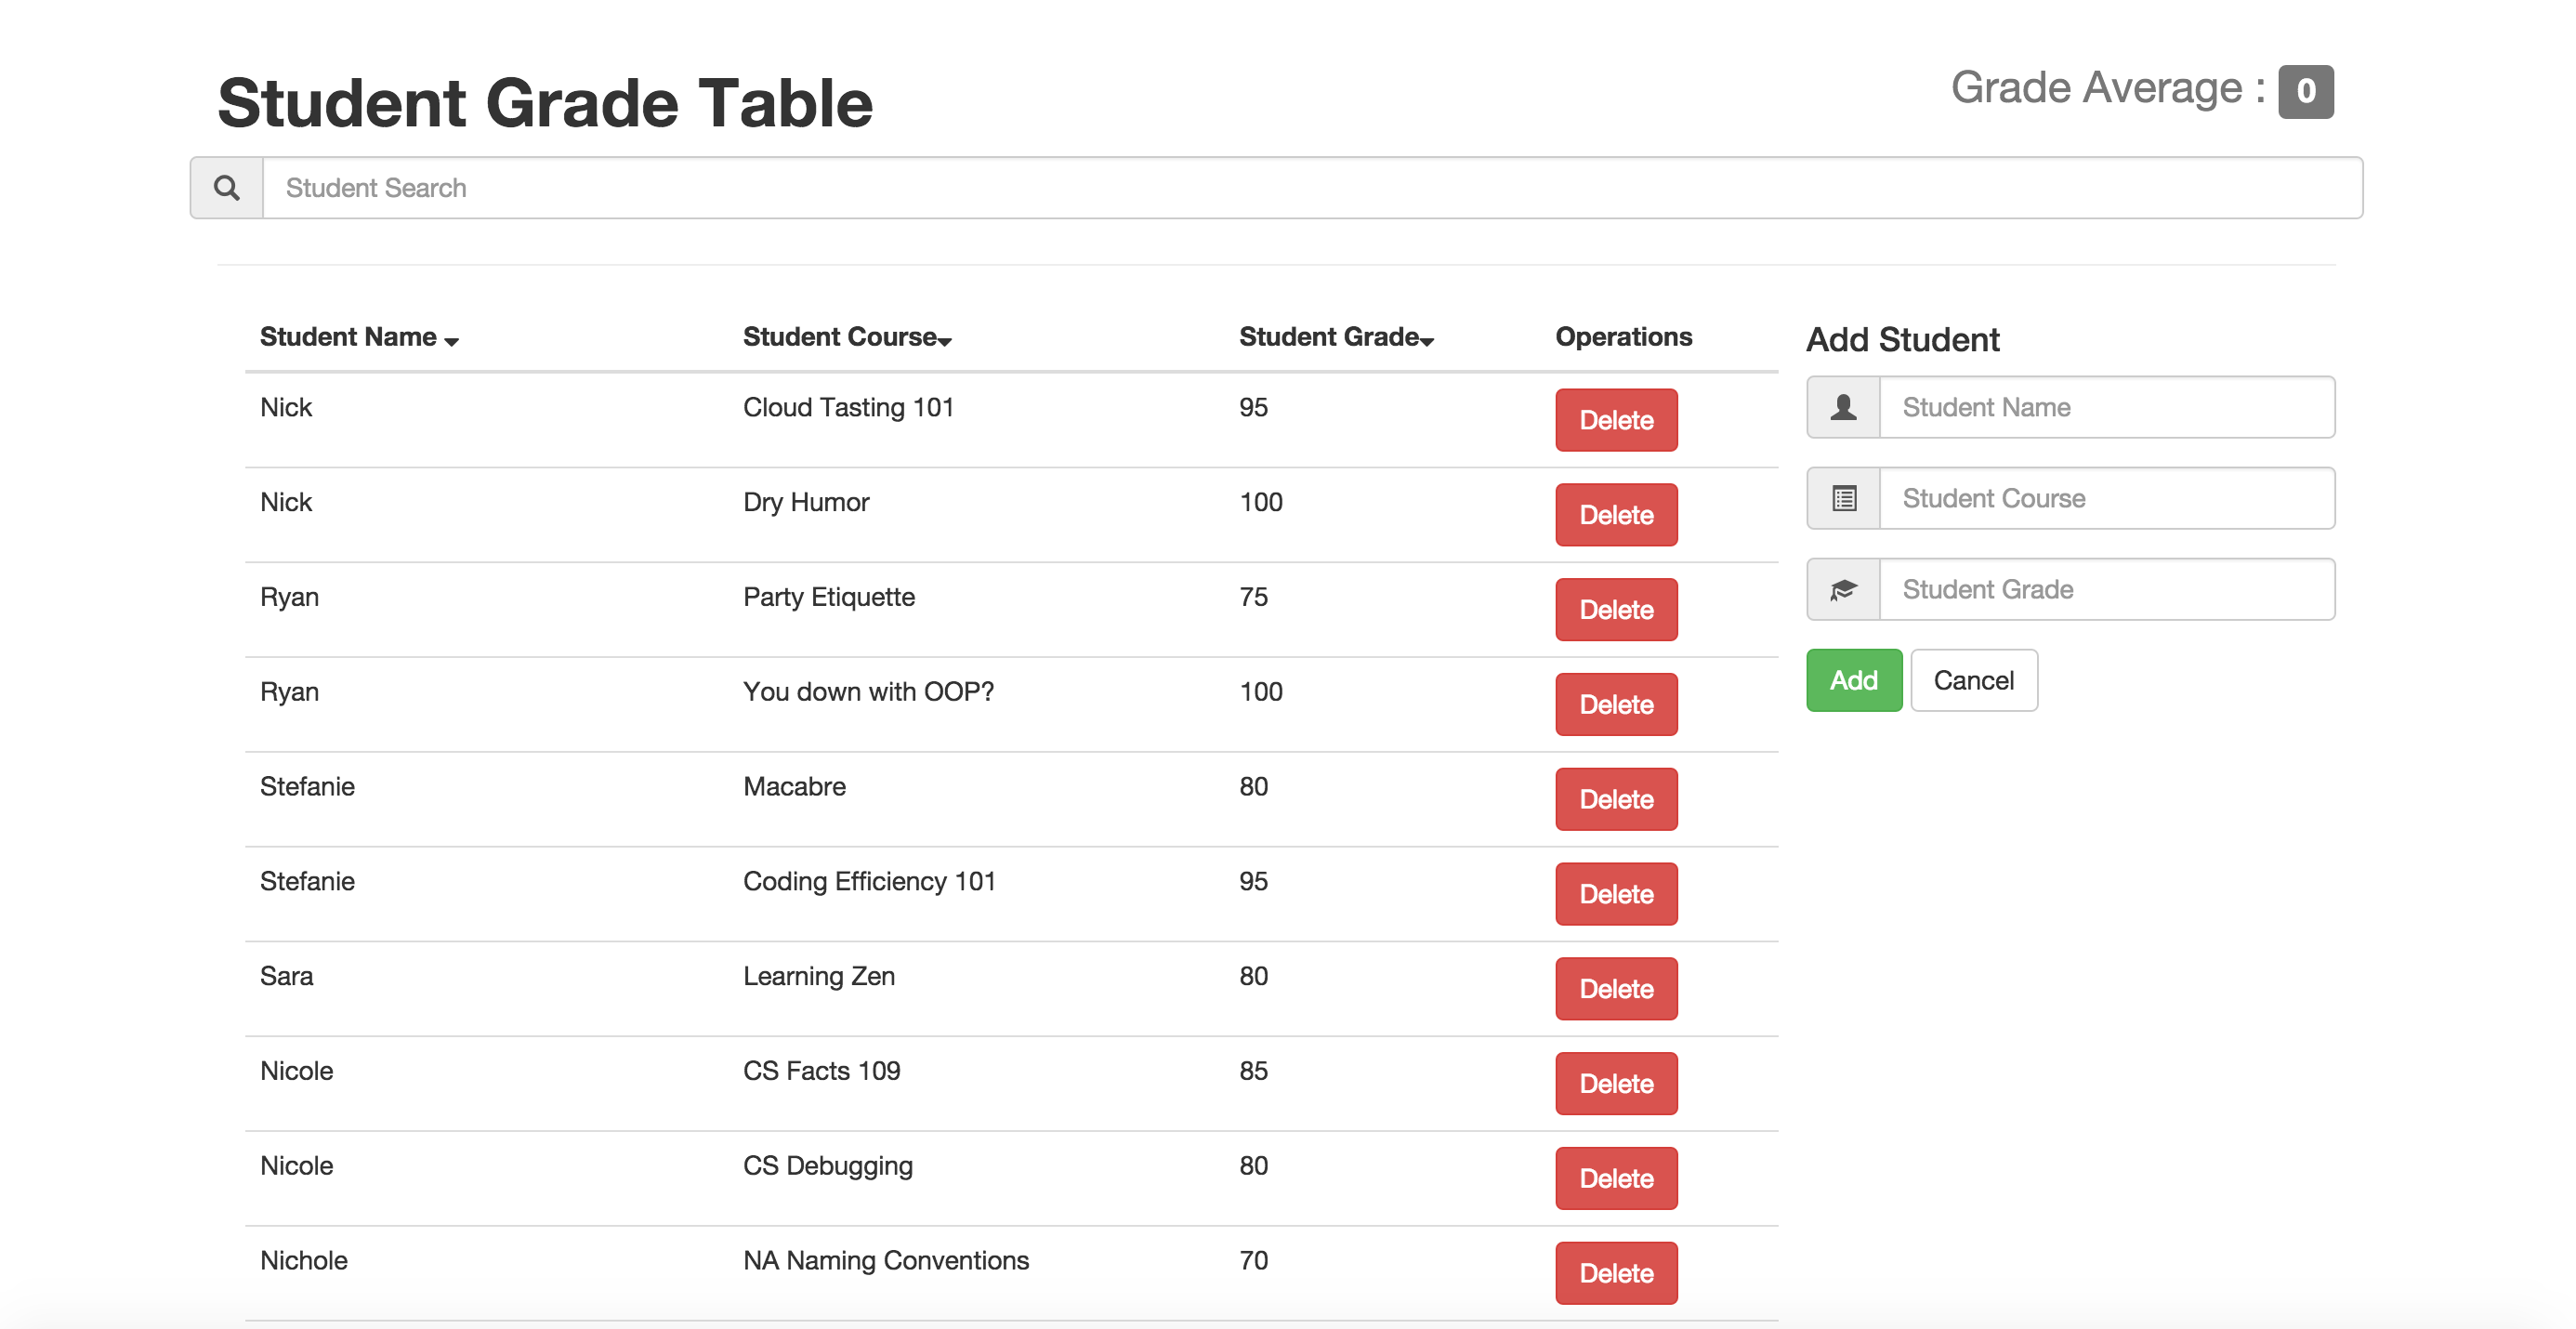 Student Grade Table
Grade Average : 0
Student Search
Student Name Student Course Student Grade Operations
Nick Cloud Tasting 101 95 Delete
Nick Dry Humor 100 Delete
Ryan Party Etiquette 75 Delete
Ryan You down with OOP? 100 Delete
Stefanie Macabre 80 Delete
Stefanie Coding Efficiency 101 95 Delete
Sara Learning Zen 80 Delete
Nicole CS Facts 109 85 Delete
Nicole CS Debugging 80 Delete
Nichole NA Naming Conventions 70 Delete
Add Student
Student Name
Student Course
Student Grade
Add Cancel